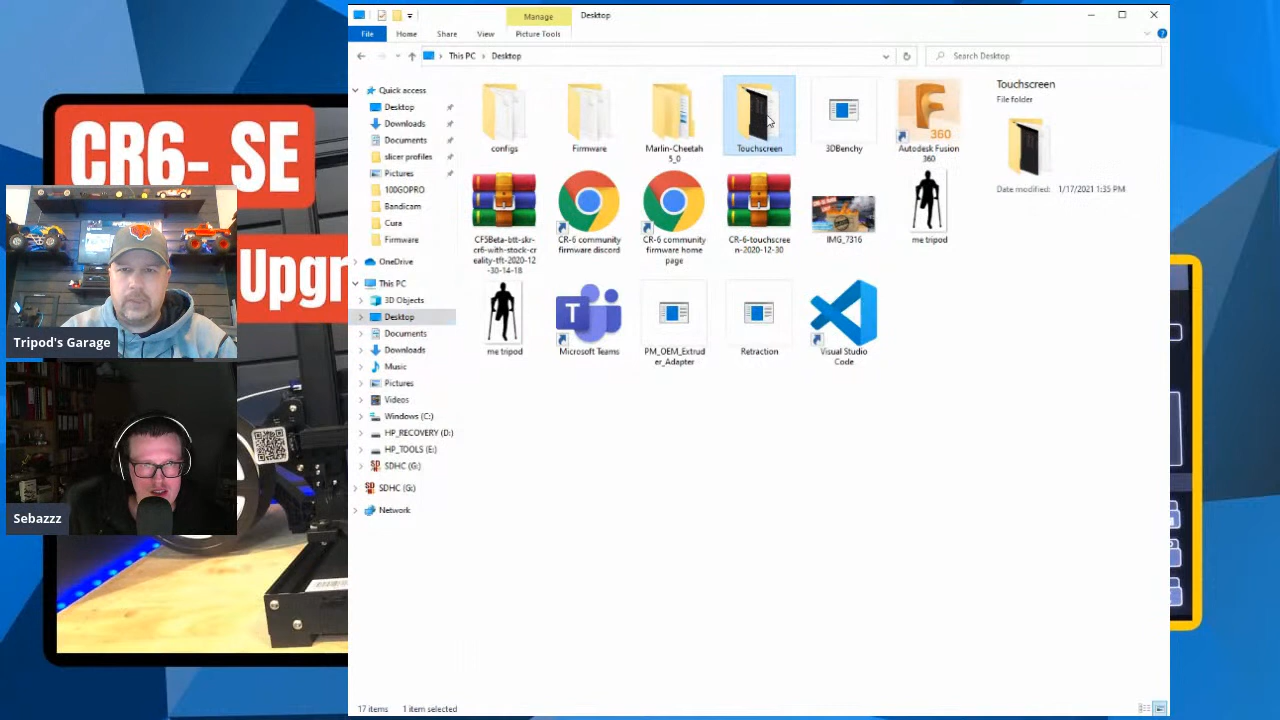 Manage
Desktop
File
Home
Share
View
Picture Tools
This PC
Desktop
Search Desktop
Quick access
Desktop
Downloads
Documents
slicer profiles
Pictures
100GOPRO
Bandicam
Cura
Firmware
OneDrive
This PC
3D Objects
Desktop
Documents
Downloads
Music
Pictures
Videos
Windows (C:)
HP_RECOVERY (D:)
HP_TOOLS (E:)
SDHC (G:)
SDHC (G:)
Network
configs
Firmware
Marlin-Cheetah
5_0
Touchscreen
3DBenchy
360
Autodesk Fusion
360
CF5Beta-btt-skr-
cr6-with-stock-cr
eality-tft-2020-12
-30-14-18
CR-6 community
firmware discord
CR-6 community
firmware home
page
CR-6-touchscree
n-2020-12-30
IMG_7316
me tripod
me tripod
Microsoft Teams
PM_OEM_Extrud
er_Adapter
Retraction
Visual Studio
Code
Touchscreen
File folder
Date modified: 1/17/2021 1:35 PM
17 items
1 item selected
CR6- SE
Upgr
Tripod's Garage
Sebazzz